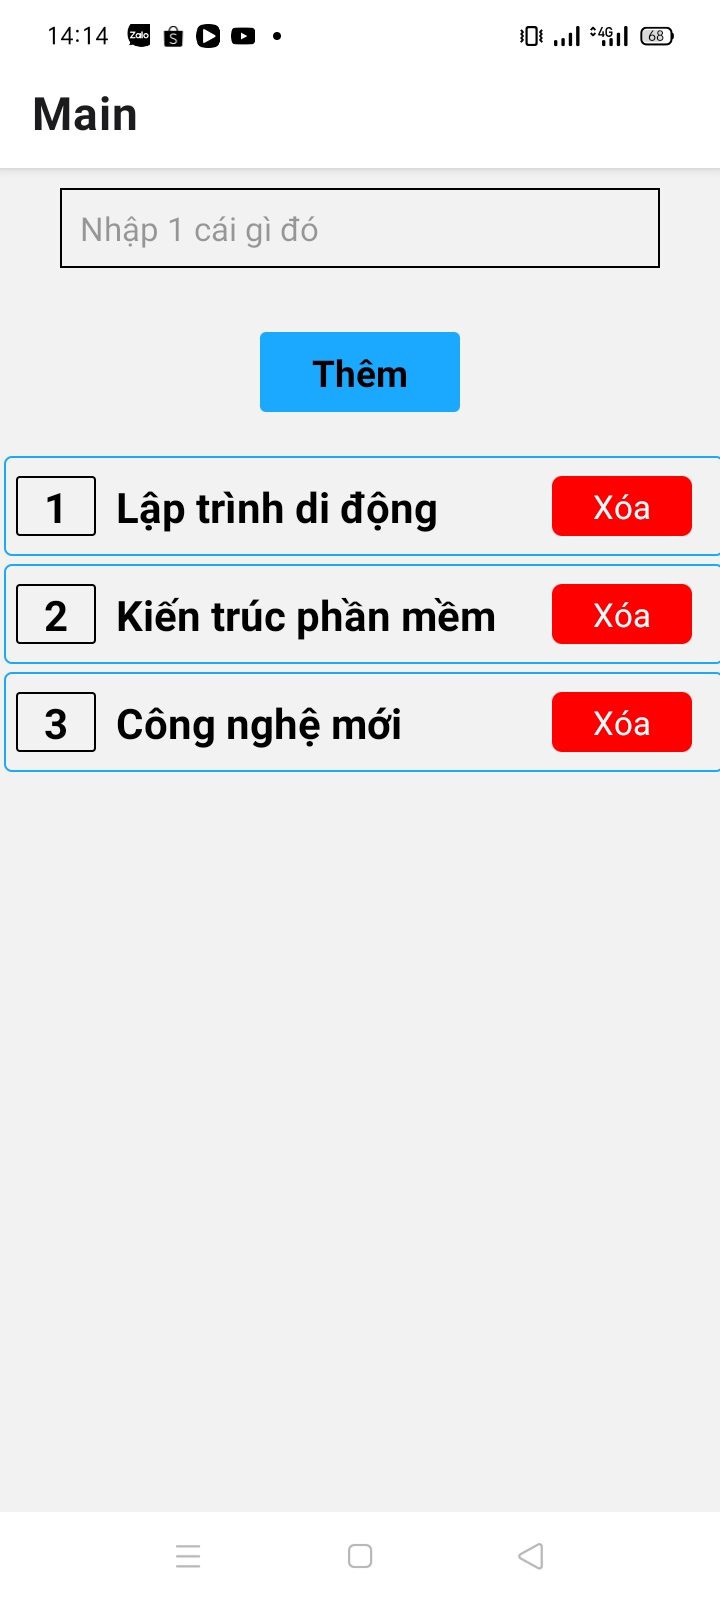 14:14 Zalo 4G 68
Main
Nhập 1 cái gì đó
Thêm
1 Lập trình di động Xóa
2 Kiến trúc phần mềm Xóa
3 Công nghệ mới Xóa